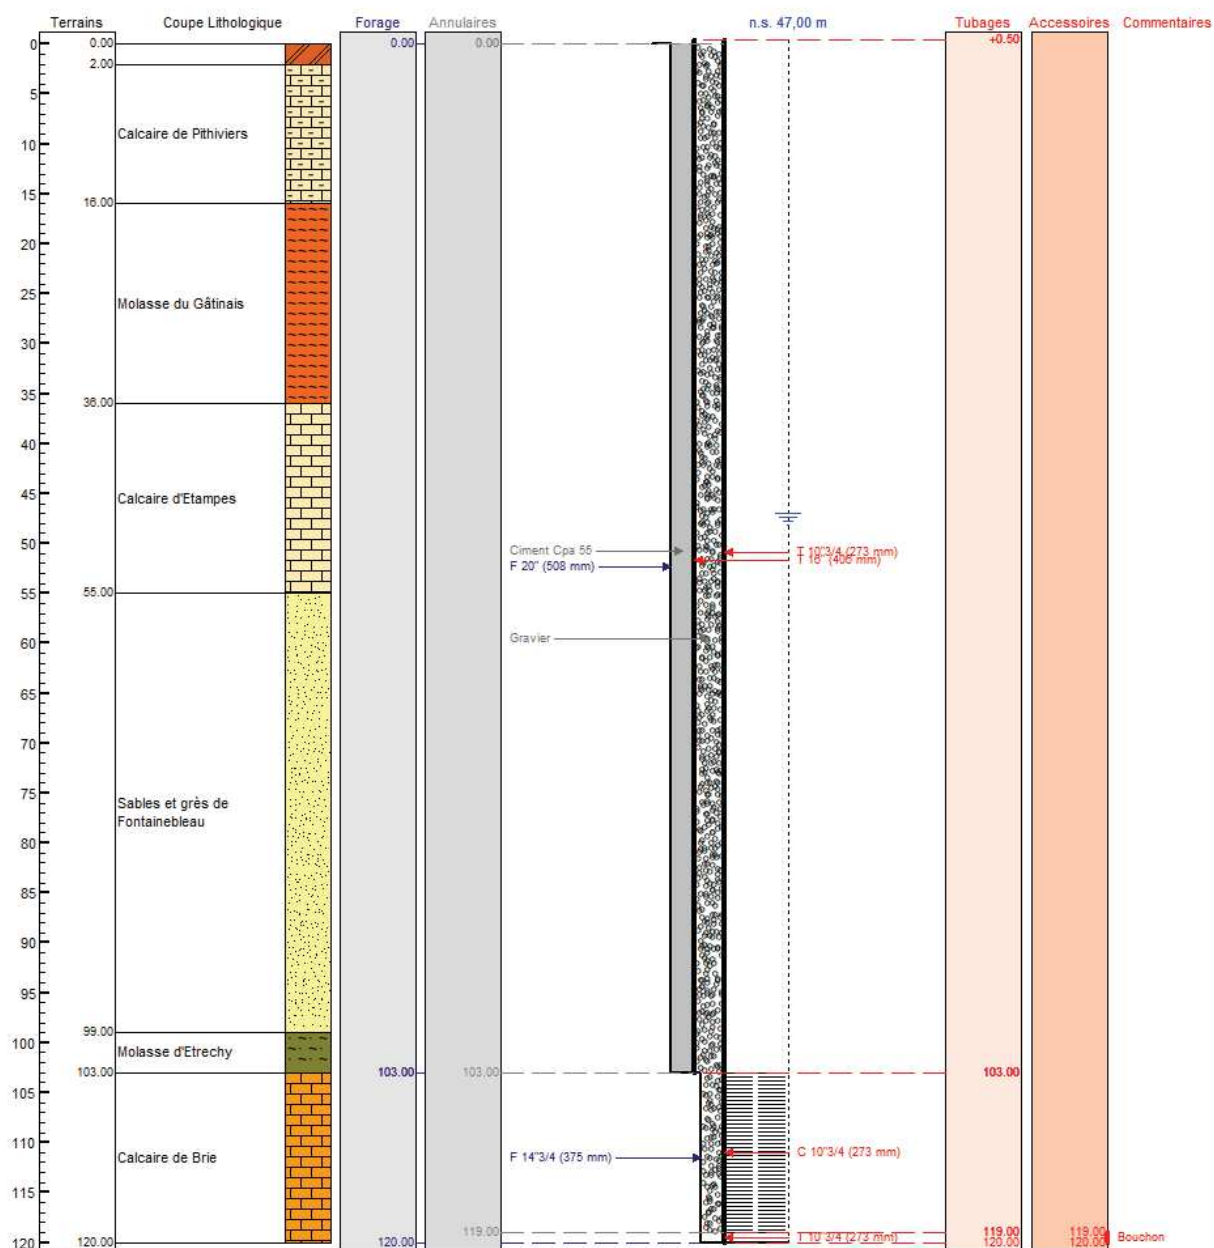 Terrains Coupe Lithologique Forage Annulaires n.s. 47,00 m Tubages Accessoires Commentaires
0 0.00 0.00 0.00 +0.50
2.00
5
Calcaire de Pithiviers
10
15
16.00
20
25
Molasse du Gâtinais
30
35
36.00
40
45
Calcaire d'Etampes
50
Ciment Cpa 55 T 10"3/4 (273 mm)
F 20" (508 mm) T 16" (406 mm)
55 55.00
60 Gravier
65
70
75
Sables et grès de
Fontainebleau
80
85
90
95
99.00
100
Molasse d'Etrechy
103.00 103.00 103.00 103.00
105
110
Calcaire de Brie F 14"3/4 (375 mm) C 10"3/4 (273 mm)
115
119.00 119.00 119.00
120 120.00 120.00 T 10"3/4 (273 mm) 120.00 120.00 Bouchon